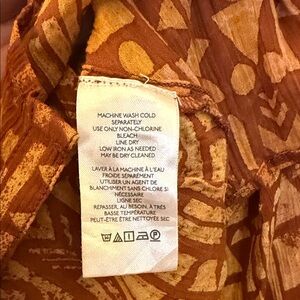 MACHINE WASH COLD
SEPARATELY
USE ONLY NON-CHLORINE
BLEACH
LINE DRY
LOW IRON AS NEEDED
MAY BE DRY CLEANED
LAVER À LA MACHINE À L'EAU
FROIDE SÉPARÉMENT
UTILISER UN AGENT DE
BLANCHIMENT SANS CHLORE SI
NÉCESSAIRE
LIGNE SEC
REPASSER, AU BESOIN, À TRÈS
BASSE TEMPÉRATURE
PEUT-ÊTRE ÊTRE NETTOYÉE SEC